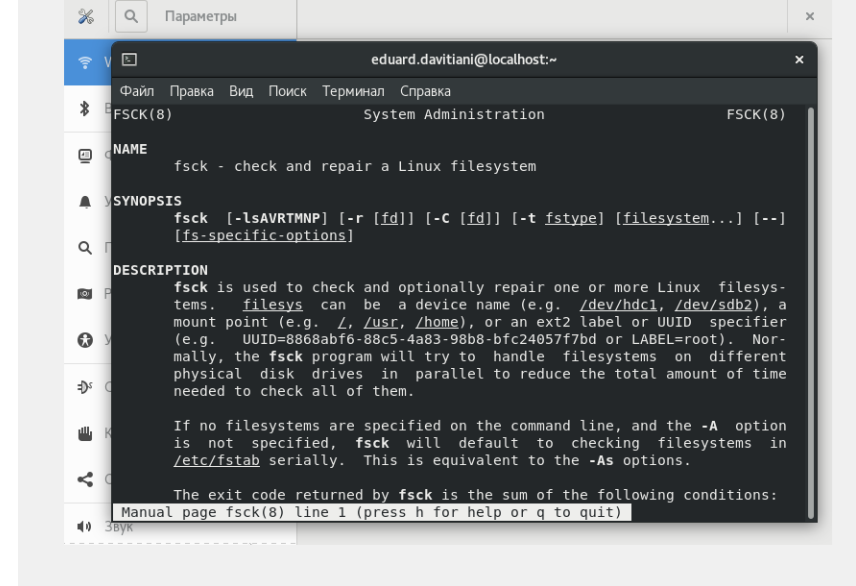 Параметры
×
eduard.davitiani@localhost:~
×
Файл Правка Вид Поиск Терминал Справка
FSCK(8) System Administration FSCK(8)
NAME
fsck - check and repair a Linux filesystem
SYNOPSIS
fsck [-lsAVRTMNP] [-r [fd]] [-C [fd]] [-t fstype] [filesystem...] [--]
[fs-specific-options]
DESCRIPTION
fsck is used to check and optionally repair one or more Linux filesys-
tems. filesys can be a device name (e.g. /dev/hdc1, /dev/sdb2), a
mount point (e.g. /, /usr, /home), or an ext2 label or UUID specifier
(e.g. UUID=8868abf6-88c5-4a83-98b8-bfc24057f7bd or LABEL=root). Nor-
mally, the fsck program will try to handle filesystems on different
physical disk drives in parallel to reduce the total amount of time
needed to check all of them.
If no filesystems are specified on the command line, and the -A option
is not specified, fsck will default to checking filesystems in
/etc/fstab serially. This is equivalent to the -As options.
The exit code returned by fsck is the sum of the following conditions:
Manual page fsck(8) line 1 (press h for help or q to quit)
Звук